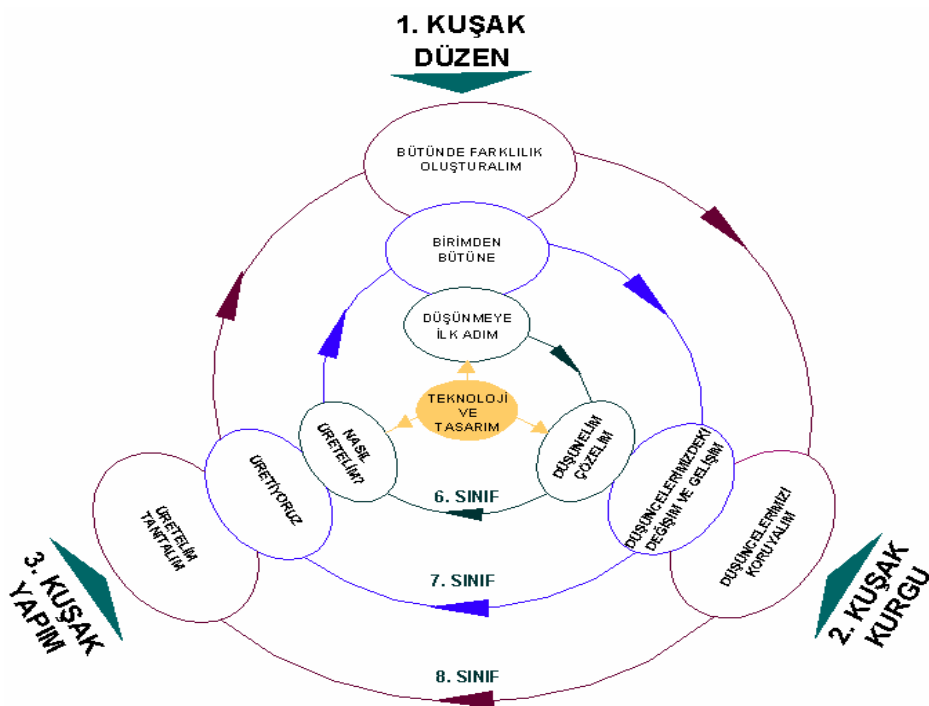 1. KUŞAK
DÜZEN
BÜTÜNDE FARKLILIK
OLUŞTURALIM
BİRİMDEN
BÜTÜNE
DÜŞÜNMEYE
İLK ADIM
TEKNOLOJİ
VE
TASARIM
NASIL
ÜRETELİM?
DÜŞÜNELİM
ÇÖZELİM
ÜRETİYORUZ
DÜŞÜNCELERİMİZDEKİ
DEĞİŞİM VE GELİŞİM
ÜRETELİM
TANITALIM
DÜŞÜNCELERİMİZİ
KORUYALIM
6. SINIF
7. SINIF
8. SINIF
3. KUŞAK
YAPIM
2. KUŞAK
KURGU